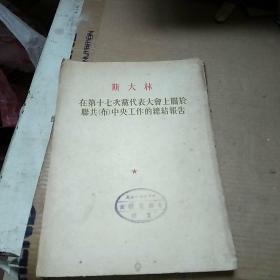 斯大林
在第十七次黨代表大會上關於
聯共(布)中央工作的總結報告